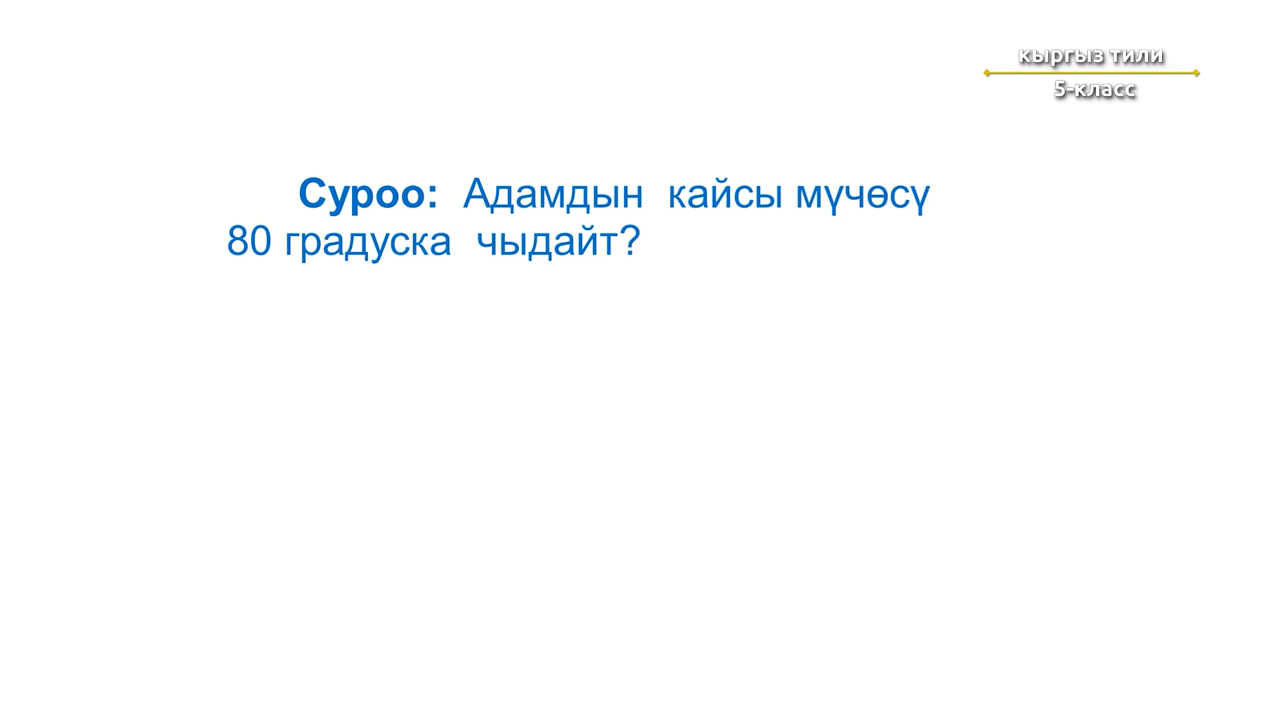 кыргыз тили
5-класс
Суроо: Адамдын кайсы мүчөсү
80 градуска чыдайт?